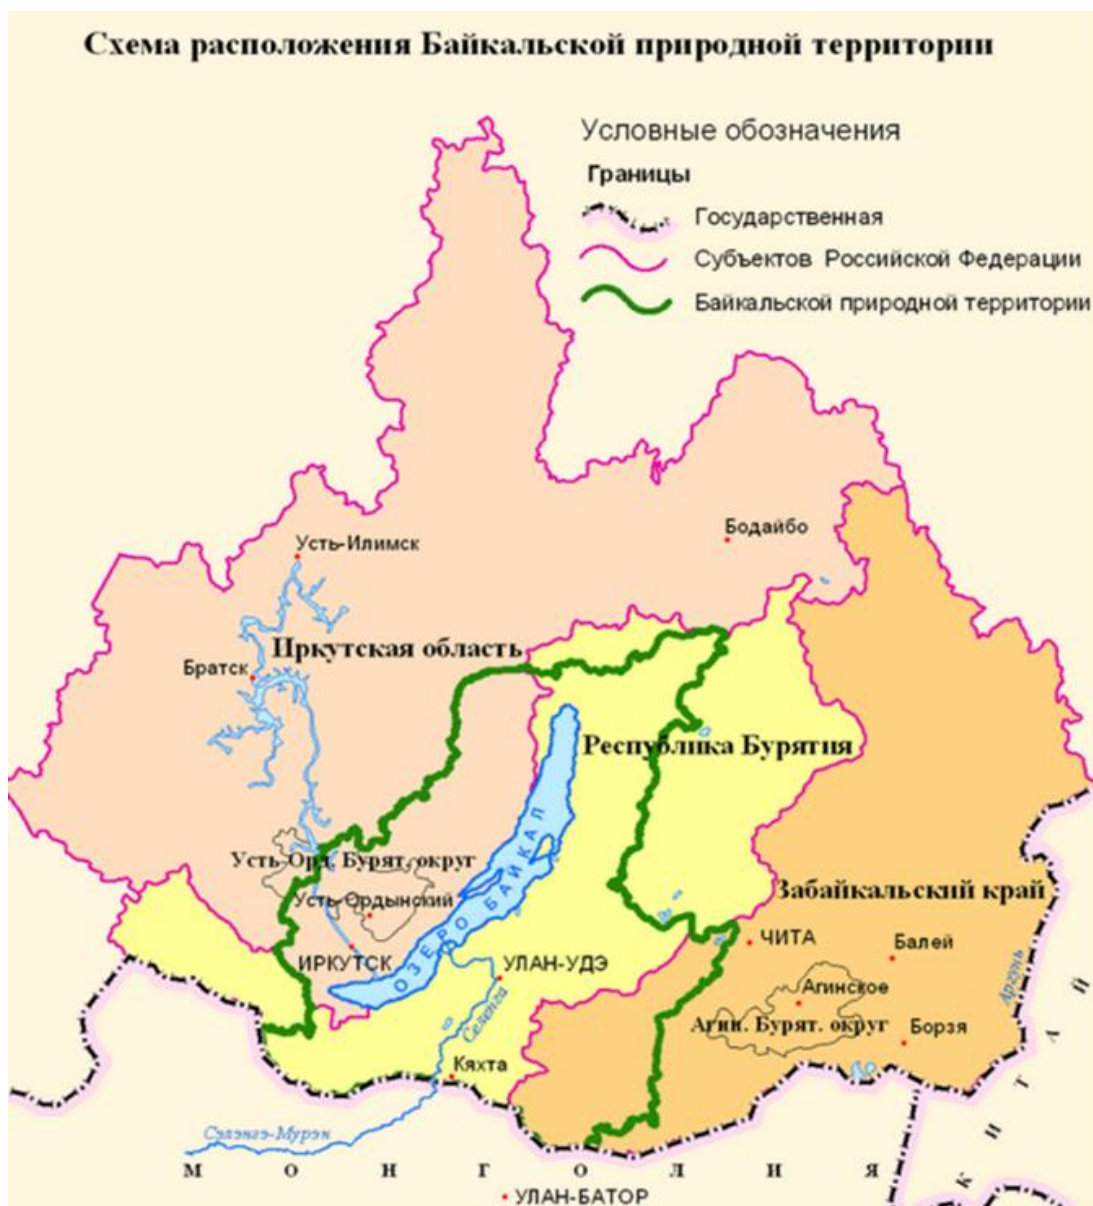 Схема расположения Байкальской природной территории
Условные обозначения
Границы
Государственная
Субъектов Российской Федерации
Байкальской природной территории
Бодайбо
Усть-Илимск
Иркутская область
Братск
Республика Бурятия
ОЗЕРО БАЙКАЛ
Усть-Орд. Бурят. округ
Усть-Ордынский
Забайкальский край
ЧИТА
Балей
ИРКУТСК
УЛАН-УДЭ
Селенга
Агинское
Аргунь
Агин. Бурят. округ
Борзя
Кяхта
КИТАЙ
Сэлэнгэ-Мурэн
МОНГОЛИЯ
УЛАН-БАТОР